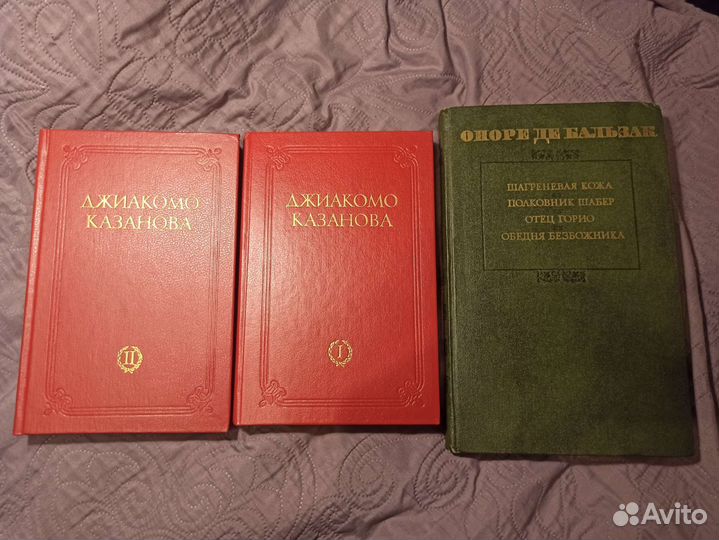 ДЖИАКОМО
КАЗАНОВА
II
ДЖИАКОМО
КАЗАНОВА
I
ОНОРЕ ДЕ БАЛЬЗАК
ШАГРЕНЕВАЯ КОЖА
ПОЛКОВНИК ШАБЕР
ОТЕЦ ГОРИО
ОБЕДНЯ БЕЗБОЖНИКА
Avito